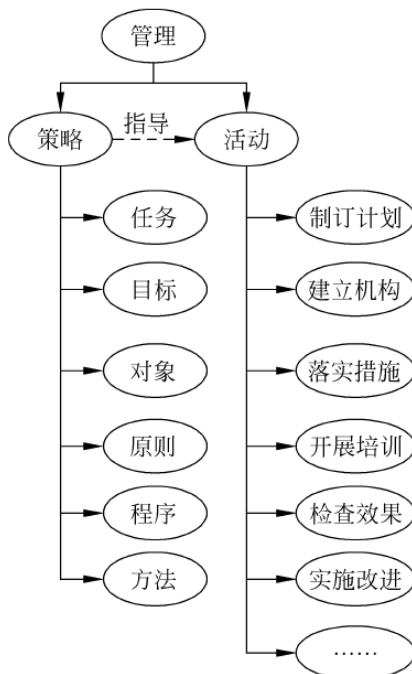 管理
策略
指导
活动
任务
制订计划
目标
建立机构
对象
落实措施
原则
开展培训
程序
检查效果
方法
实施改进
……